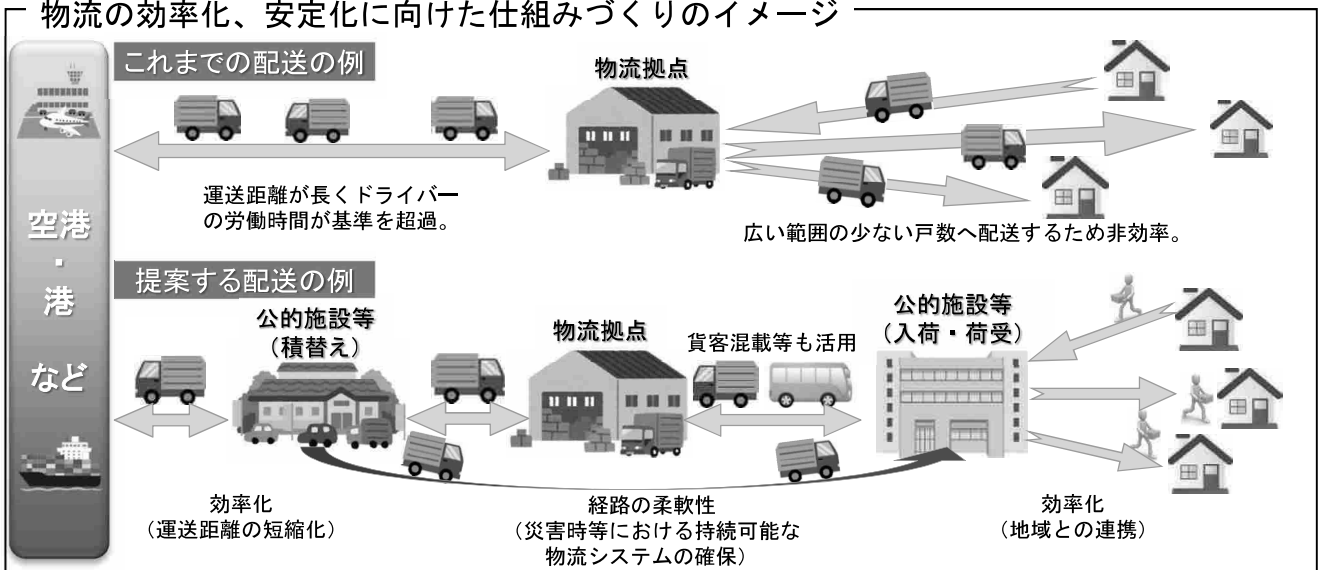 物流の効率化、安定化に向けた仕組みづくりのイメージ
空港
・
港
など
これまでの配送の例
物流拠点
運送距離が長くドライバー
の労働時間が基準を超過。
広い範囲の少ない戸数へ配送するため非効率。
提案する配送の例
公的施設等
（積替え）
物流拠点
貨客混載等も活用
公的施設等
（入荷・荷受）
効率化
（運送距離の短縮化）
経路の柔軟性
（災害時等における持続可能な
物流システムの確保）
効率化
（地域との連携）